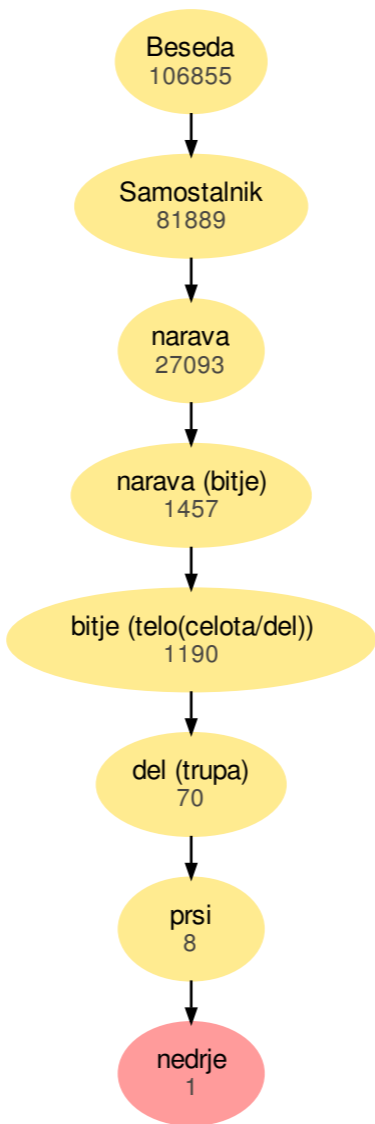 Beseda
106855
Samostalnik
81889
narava
27093
narava (bitje)
1457
bitje (telo(celota/del))
1190
del (trupa)
70
prsi
8
nedrje
1